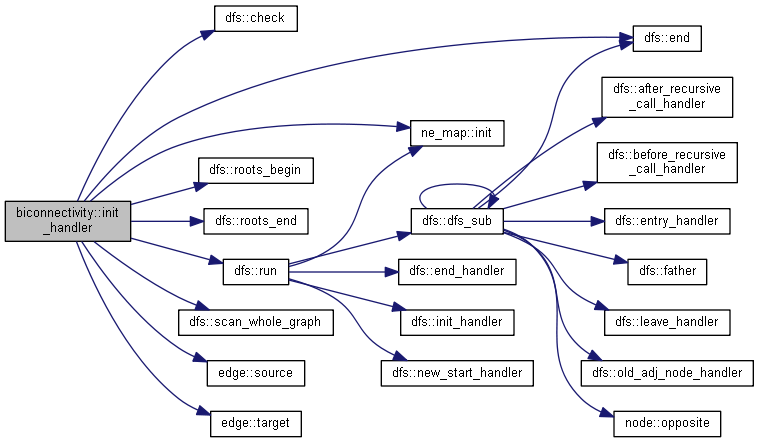 dfs::check
dfs::end
dfs::after_recursive
_call_handler
ne_map::init
dfs::before_recursive
_call_handler
dfs::roots_begin
biconnectivity::init
_handler
dfs::roots_end
dfs::dfs_sub
dfs::entry_handler
dfs::run
dfs::end_handler
dfs::father
dfs::scan_whole_graph
dfs::init_handler
dfs::leave_handler
edge::source
dfs::new_start_handler
dfs::old_adj_node_handler
edge::target
node::opposite